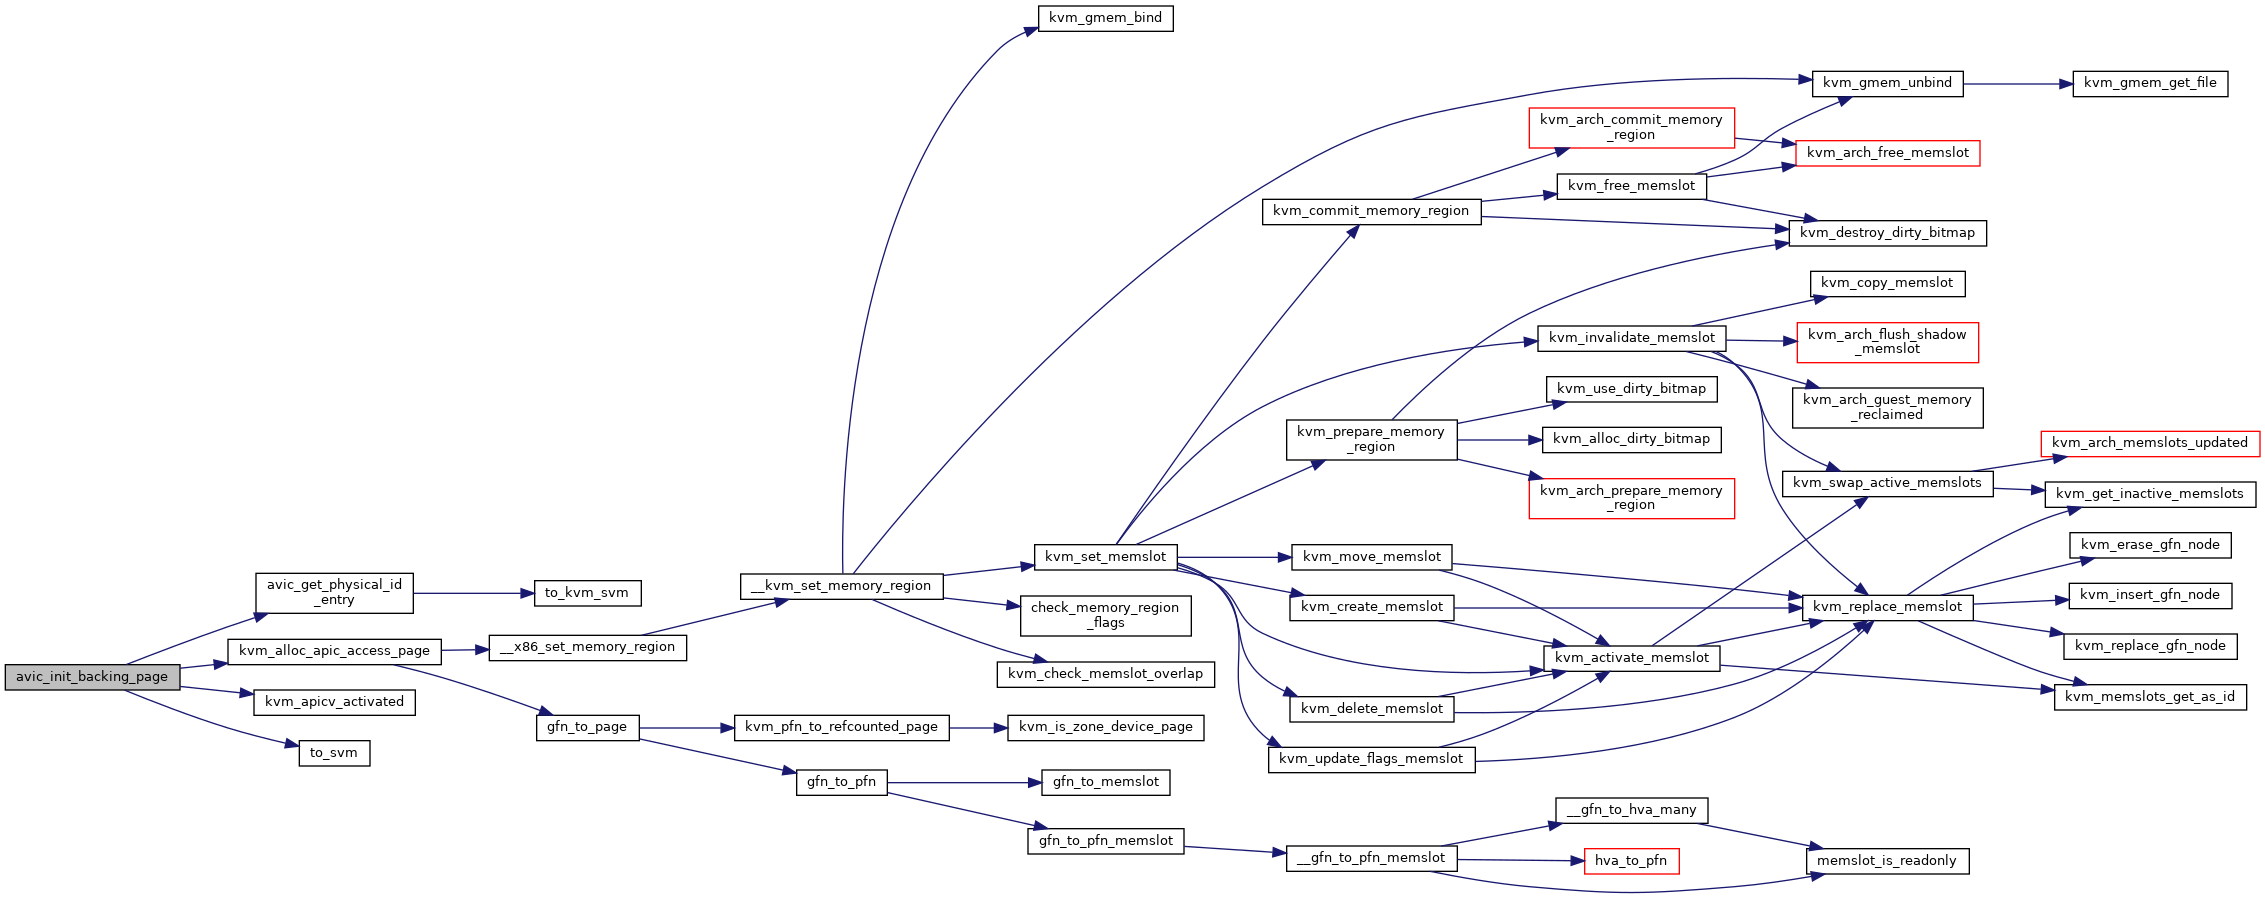 kvm_gmem_bind
kvm_gmem_unbind
kvm_gmem_get_file
kvm_arch_commit_memory
_region
kvm_arch_free_memslot
kvm_free_memslot
kvm_commit_memory_region
kvm_destroy_dirty_bitmap
kvm_copy_memslot
kvm_invalidate_memslot
kvm_arch_flush_shadow
_memslot
kvm_use_dirty_bitmap
kvm_arch_guest_memory
_reclaimed
kvm_prepare_memory
_region
kvm_alloc_dirty_bitmap
kvm_arch_memslots_updated
kvm_swap_active_memslots
kvm_get_inactive_memslots
kvm_arch_prepare_memory
_region
kvm_set_memslot
kvm_move_memslot
kvm_erase_gfn_node
avic_get_physical_id
_entry
to_kvm_svm
__kvm_set_memory_region
check_memory_region
_flags
kvm_create_memslot
kvm_replace_memslot
kvm_insert_gfn_node
kvm_alloc_apic_access_page
__x86_set_memory_region
kvm_replace_gfn_node
avic_init_backing_page
kvm_check_memslot_overlap
kvm_activate_memslot
kvm_apicv_activated
kvm_delete_memslot
kvm_memslots_get_as_id
gfn_to_page
kvm_pfn_to_refcounted_page
kvm_is_zone_device_page
to_svm
kvm_update_flags_memslot
gfn_to_pfn
gfn_to_memslot
__gfn_to_hva_many
gfn_to_pfn_memslot
__gfn_to_pfn_memslot
hva_to_pfn
memslot_is_readonly